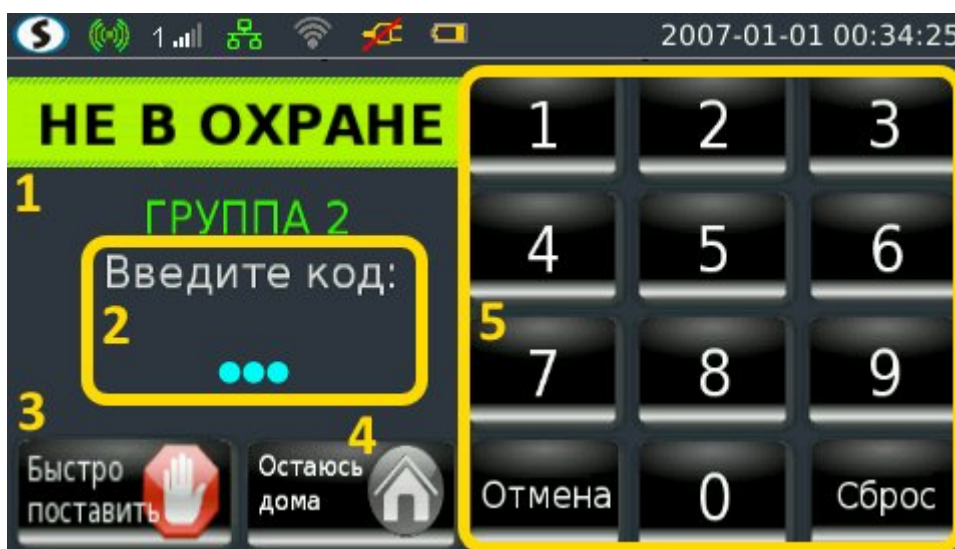 S 1 2007-01-01 00:34:25
НЕ В ОХРАНЕ
1
ГРУППА 2
Введите код:
2
3
Быстро
поставить
4
Остаюсь
дома
5
1 2 3
4 5 6
7 8 9
Отмена 0 Сброс